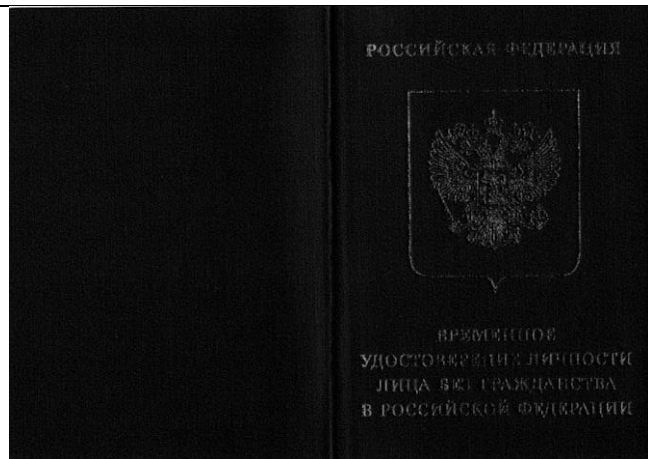 РОССИЙСКАЯ ФЕДЕРАЦИЯ
ВРЕМЕННОЕ
УДОСТОВЕРЕНИЕ ЛИЧНОСТИ
ЛИЦА БЕЗ ГРАЖДАНСТВА
В РОССИЙСКОЙ ФЕДЕРАЦИИ